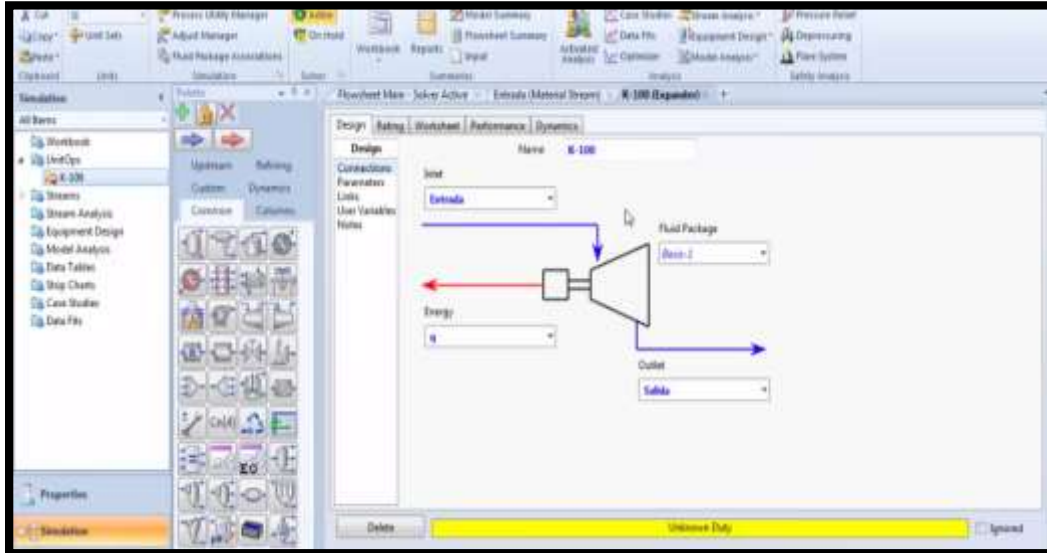 Cut
Process Utility Manager
Active
Model Summary
Case Studies
Stream Analysis
Pressure Relief
Copy
Unit Sets
Adjust Manager
On Hold
Flowsheet Summary
Data Fits
Equipment Design
Depressuring
Paste
Fluid Package Associations
Workbook
Reports
Input
Activated Analysis
Optimizer
Model Analysis
Flare System
Clipboard
Units
Simulation
Solver
Summaries
Analysis
Safety Analysis
Simulation
Palette
Flowsheet Main - Solver Active
Entrada (Material Stream)
K-100 (Expander)
+
All Items
Workbook
UnitOps
K-100
Streams
Stream Analysis
Equipment Design
Model Analysis
Data Tables
Strip Charts
Case Studies
Data Fits
Properties
Simulation
Upstream
Refining
Custom
Dynamics
Common
Columns
EO
Design
Rating
Worksheet
Performance
Dynamics
Design
Connections
Parameters
Links
User Variables
Notes
Name
K-100
Inlet
Entrada
Fluid Package
Basis-1
Energy
q
Outlet
Salida
Delete
Unknown Duty
Ignored